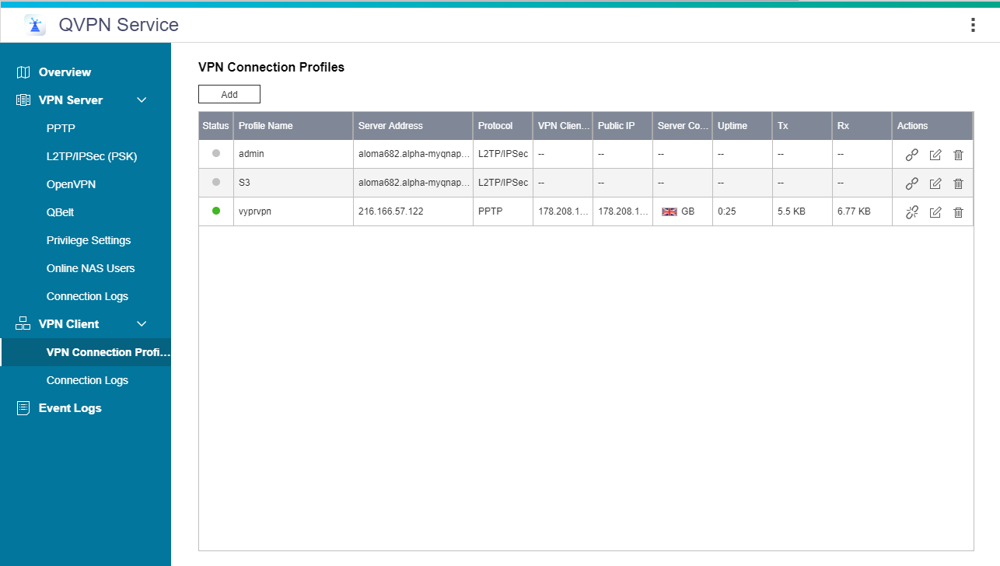 QVPN Service
Overview
VPN Server
PPTP
L2TP/IPSec (PSK)
OpenVPN
QBelt
Privilege Settings
Online NAS Users
Connection Logs
VPN Client
VPN Connection Profi...
Connection Logs
Event Logs
VPN Connection Profiles
Add
Status Profile Name Server Address Protocol VPN Clien... Public IP Server Co... Uptime Tx Rx Actions
admin aloma682.alpha-myqnap... L2TP/IPSec -- -- -- -- -- --
S3 aloma682.alpha-myqnap... L2TP/IPSec -- -- -- -- -- --
vyprvpn 216.166.57.122 PPTP 178.208.1... 178.208.1... GB 0:25 5.5 KB 6.77 KB